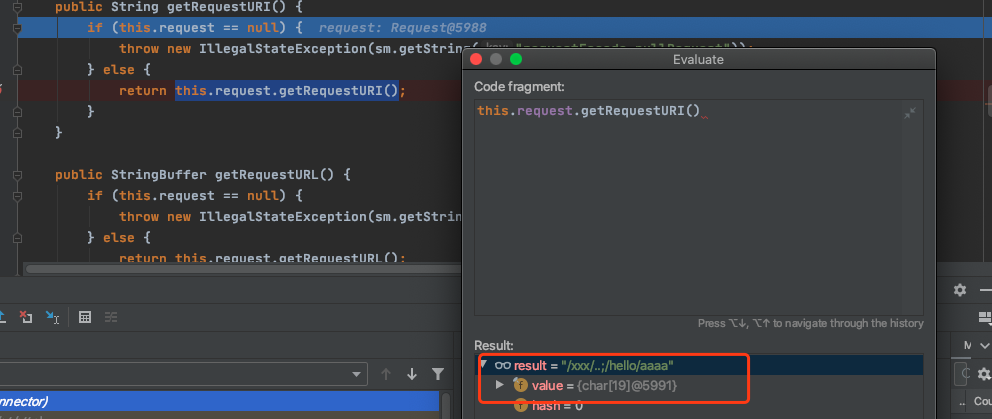 public String getRequestURI() {
if (this.request == null) { request: Request@5988
throw new IllegalStateException(sm.getString( "requestFacade.nullRequest"));
} else {
return this.request.getRequestURI();
}
}
public StringBuffer getRequestURL() {
if (this.request == null) {
throw new IllegalStateException(sm.getString
} else {
return this.request.getRequestURL();
Evaluate
Code fragment:
this.request.getRequestURI()
Press ⌥↓, ⌥↑ to navigate through the history
Result:
result = "/xxx/..;/hello/aaaa"
f value = {char[19]@5991}
f hash = 0
nnector)
M
.. Cou